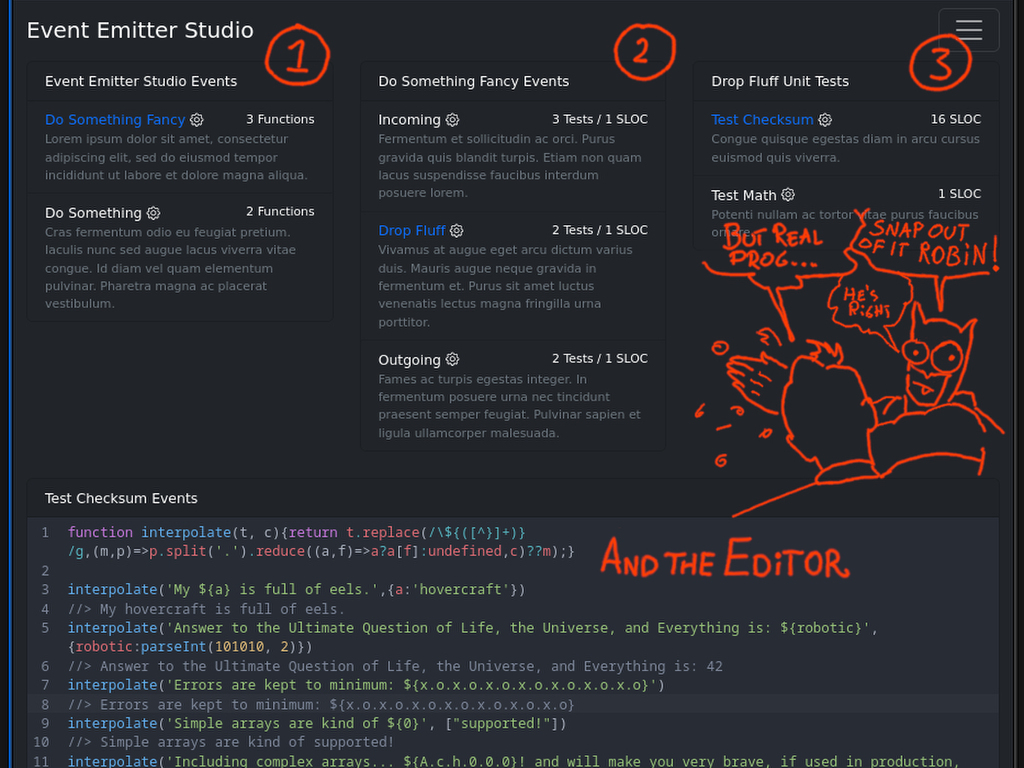 Event Emitter Studio
1
2
3
Event Emitter Studio Events
Do Something Fancy 3 Functions
Lorem ipsum dolor sit amet, consectetur
adipiscing elit, sed do eiusmod tempor
incididunt ut labore et dolore magna aliqua.
Do Something 2 Functions
Cras fermentum odio eu feugiat pretium.
Iaculis nunc sed augue lacus viverra vitae
congue. Id diam vel quam elementum
pulvinar. Pharetra magna ac placerat
vestibulum.
Do Something Fancy Events
Incoming 3 Tests / 1 SLOC
Fermentum et sollicitudin ac orci. Purus
gravida quis blandit turpis. Etiam non quam
lacus suspendisse faucibus interdum
posuere lorem.
Drop Fluff 2 Tests / 1 SLOC
Vivamus at augue eget arcu dictum varius
duis. Mauris augue neque gravida in
fermentum et. Purus sit amet luctus
venenatis lectus magna fringilla urna
porttitor.
Outgoing 2 Tests / 1 SLOC
Fames ac turpis egestas integer. In
fermentum posuere urna nec tincidunt
praesent semper feugiat. Pulvinar sapien et
ligula ullamcorper malesuada.
Drop Fluff Unit Tests
Test Checksum 16 SLOC
Congue quisque egestas diam in arcu cursus
euismod quis viverra.
Test Math 1 SLOC
Potenti nullam ac tortor vitae purus faucibus
ornare.
BUT REAL
PROG...
SNAP OUT
OF IT ROBIN!
HE'S
RIGHT
Test Checksum Events
AND THE EDITOR
1 function interpolate(t, c){return t.replace(/\${([^}]+)}
/g,(m,p)=>p.split('.').reduce((a,f)=>a?a[f]:undefined,c)??m);}
2
3 interpolate('My ${a} is full of eels.',{a:'hovercraft'})
4 //> My hovercraft is full of eels.
5 interpolate('Answer to the Ultimate Question of Life, the Universe, and Everything is: ${robotic}',
{robotic:parseInt(101010, 2)})
6 //> Answer to the Ultimate Question of Life, the Universe, and Everything is: 42
7 interpolate('Errors are kept to minimum: ${x.o.x.o.x.o.x.o.x.o.x.o.x.o}')
8 //> Errors are kept to minimum: ${x.o.x.o.x.o.x.o.x.o.x.o.x.o}
9 interpolate('Simple arrays are kind of ${0}', ["supported!"])
10 //> Simple arrays are kind of supported!
11 interpolate('Including complex arrays... ${A.c.h.0.0.0}! and will make you very brave, if used in production,